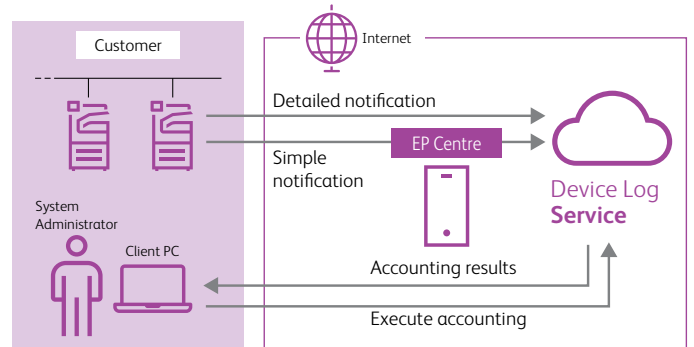 Customer
Internet
Detailed notification
EP Centre
Simple
notification
Device Log
Service
System
Administrator
Client PC
Accounting results
Execute accounting